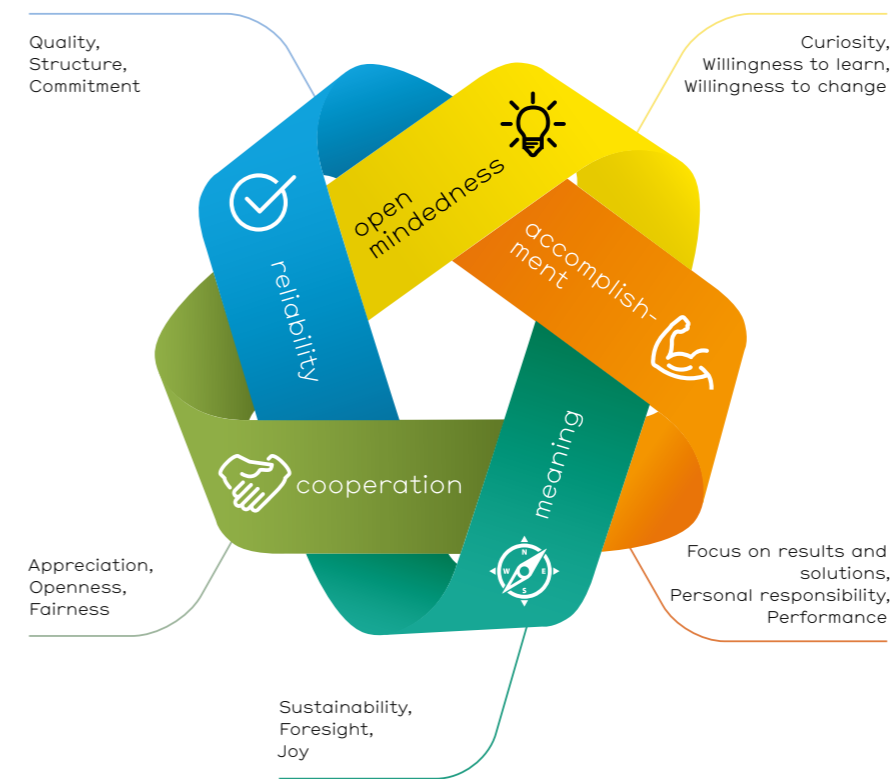 Quality,
Structure,
Commitment
Curiosity,
Willingness to learn,
Willingness to change
open
mindedness
accomplish-
ment
reliability
meaning
cooperation
N
W
E
S
Appreciation,
Openness,
Fairness
Focus on results and
solutions,
Personal responsibility,
Performance
Sustainability,
Foresight,
Joy